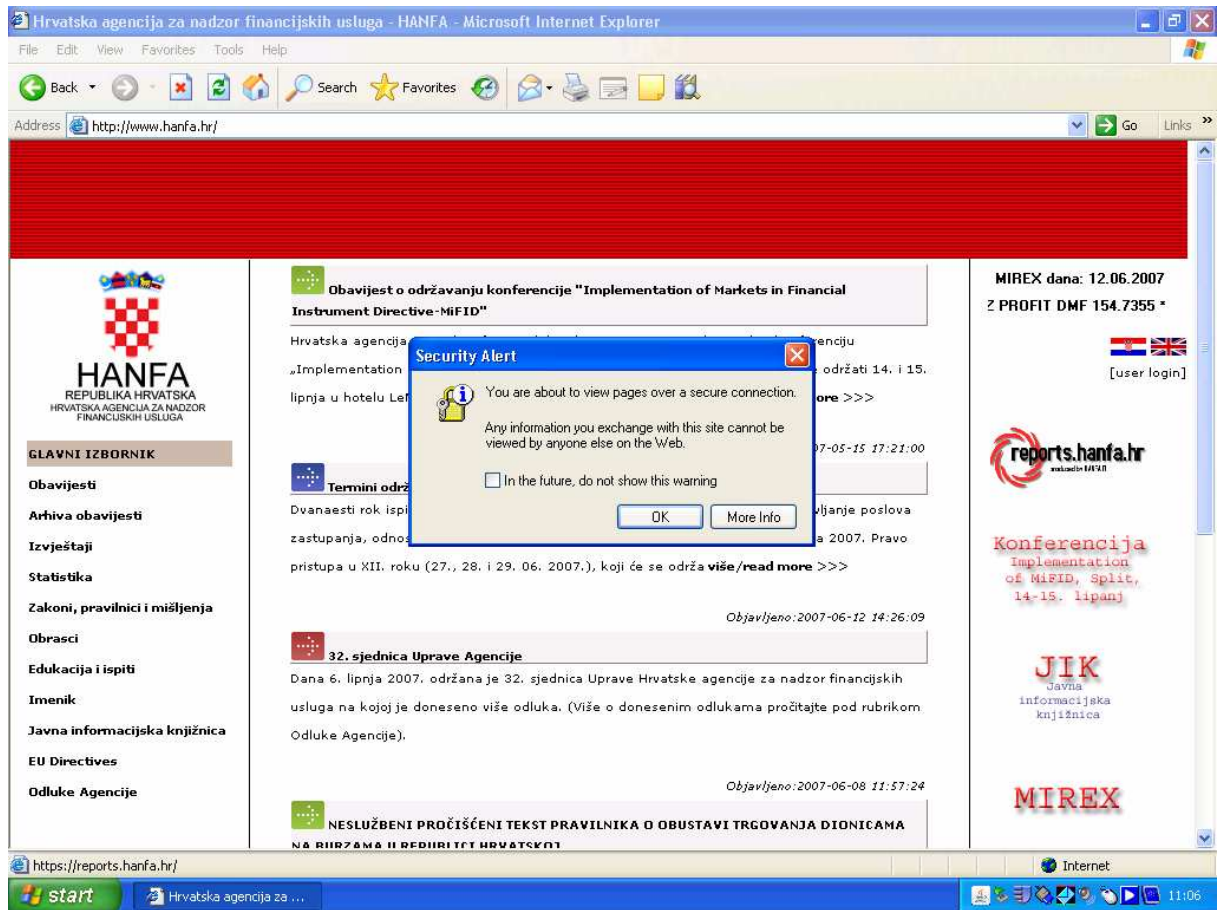 Hrvatska agencija za nadzor financijskih usluga - HANFA - Microsoft Internet Explorer
File Edit View Favorites Tools Help
Back Search Favorites
Address http://www.hanfa.hr/ Go Links »
HANFA
REPUBLIKA HRVATSKA
HRVATSKA AGENCIJA ZA NADZOR
FINANCIJSKIH USLUGA
GLAVNI IZBORNIK
Obavijesti
Arhiva obavijesti
Izvještaji
Statistika
Zakoni, pravilnici i mišljenja
Obrasci
Edukacija i ispiti
Imenik
Javna informacijska knjižnica
EU Directives
Odluke Agencije
Obavijest o održavanju konferencije "Implementation of Markets in Financial
Instrument Directive-MiFID"
Hrvatska agencija
„Implementation održati 14. i 15.
lipnja u hotelu >>>
07-05-15 17:21:00
Termini
Dvanaesti rok poslova
zastupanja, 2007. Pravo
pristupa u XII. roku (27., 28. i 29. 06. 2007.), koji će se održa više/read more >>>
Objavljeno:2007-06-12 14:26:09
32. sjednica Uprave Agencije
Dana 6. lipnja 2007. održana je 32. sjednica Uprave Hrvatske agencije za nadzor financijskih
usluga na kojoj je doneseno više odluka. (Više o donesenim odlukama pročitajte pod rubrikom
Odluke Agencije).
Objavljeno:2007-06-08 11:57:24
NESLUŽBENI PROČIŠĆENI TEKST PRAVILNIKA O OBUSTAVI TRGOVANJA DIONICAMA
NA BURZAMA U REPUBLICI HRVATSKOJ
Security Alert
You are about to view pages over a secure connection.
Any information you exchange with this site cannot be
viewed by anyone else on the Web.
In the future, do not show this warning
OK More Info
MIREX dana: 12.06.2007
Z PROFIT DMF 154.7355 *
[user login]
reports.hanfa.hr
Konferencija
Implementation
of MiFID, Split,
14-15. lipanj
JIK
Javna
informacijska
knjižnica
MIREX
https://reports.hanfa.hr/ Internet
start Hrvatska agencija za ... 11:06